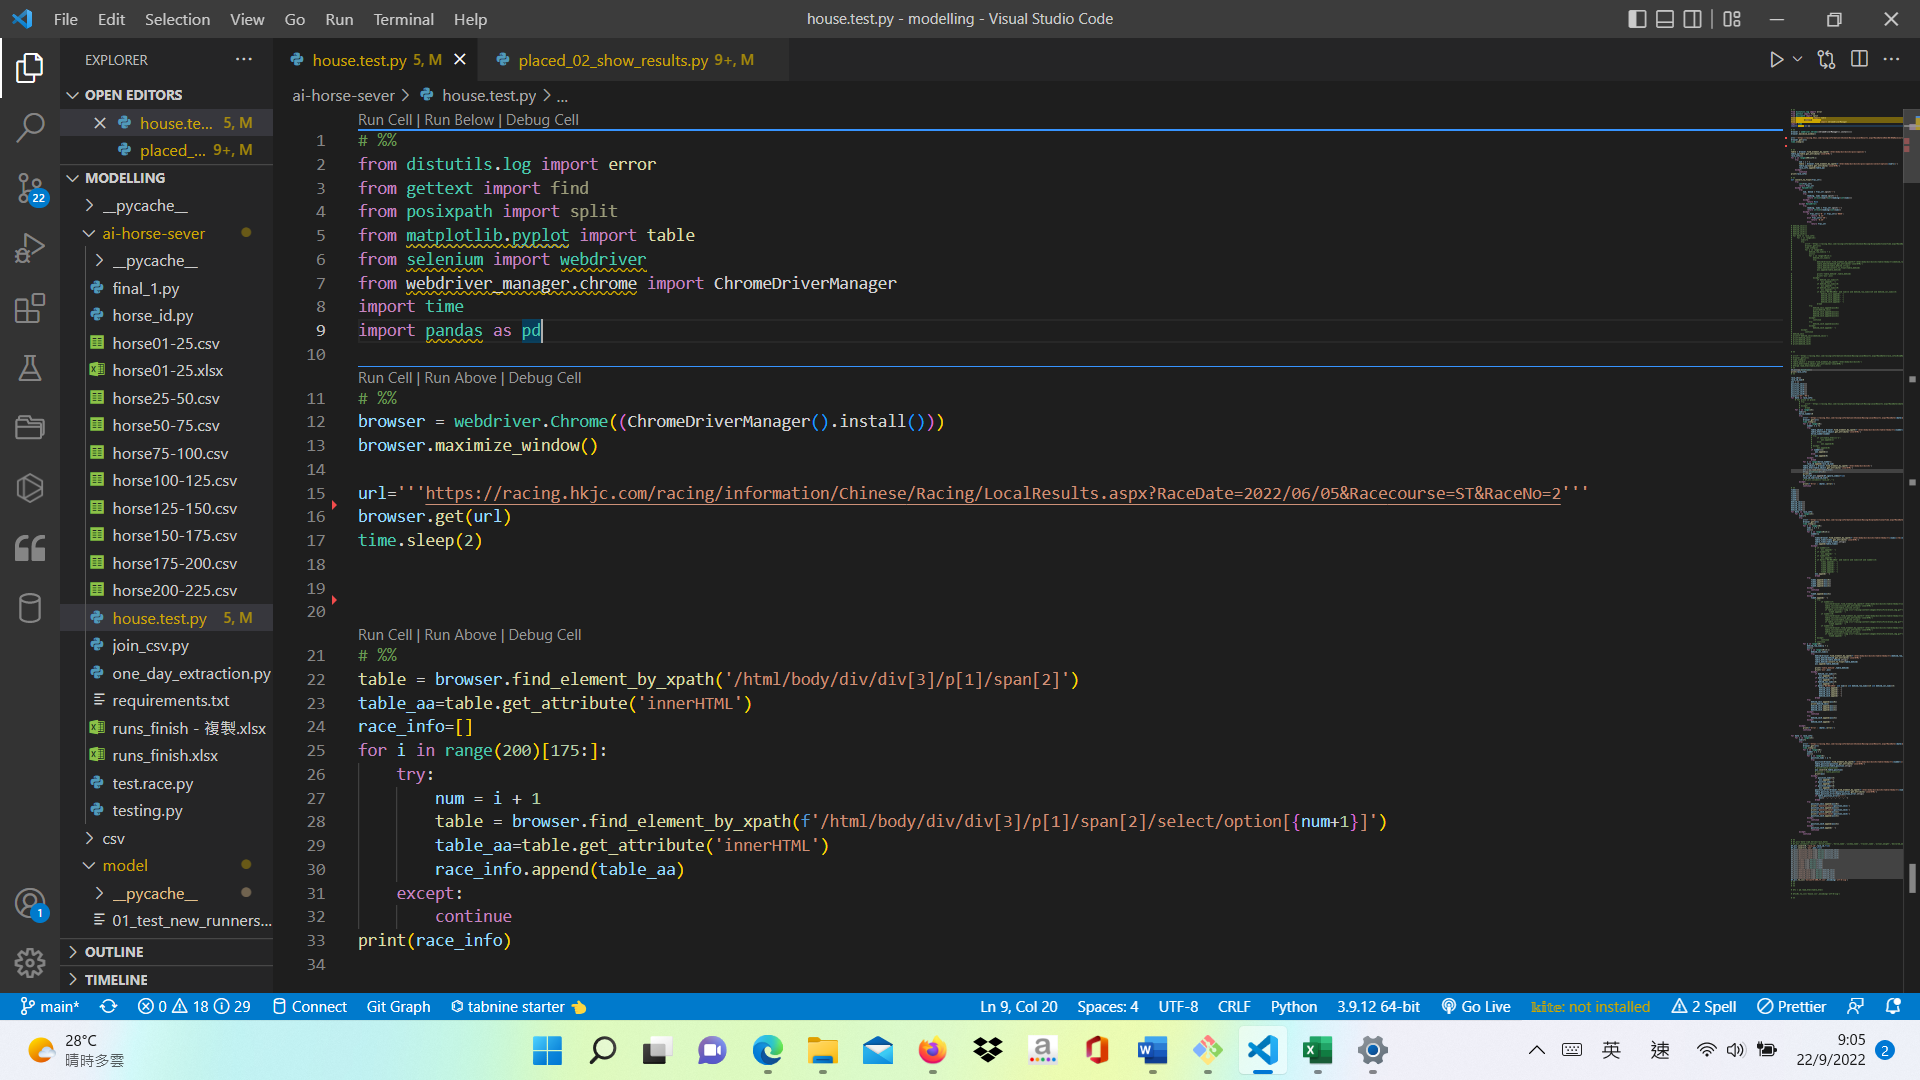 File Edit Selection View Go Run Terminal Help
house.test.py - modelling - Visual Studio Code
EXPLORER
house.test.py 5, M
placed_02_show_results.py 9+, M
OPEN EDITORS
house.te... 5, M
placed_... 9+, M
MODELLING
__pycache__
ai-horse-sever
__pycache__
final_1.py
horse_id.py
horse01-25.csv
horse01-25.xlsx
horse25-50.csv
horse50-75.csv
horse75-100.csv
horse100-125.csv
horse125-150.csv
horse150-175.csv
horse175-200.csv
horse200-225.csv
house.test.py 5, M
join_csv.py
one_day_extraction.py
requirements.txt
runs_finish - 複製.xlsx
runs_finish.xlsx
test.race.py
testing.py
csv
model
__pycache__
01_test_new_runners...
OUTLINE
TIMELINE
22
1
ai-horse-sever > house.test.py > ...
Run Cell | Run Below | Debug Cell
1 # %%
2 from distutils.log import error
3 from gettext import find
4 from posixpath import split
5 from matplotlib.pyplot import table
6 from selenium import webdriver
7 from webdriver_manager.chrome import ChromeDriverManager
8 import time
9 import pandas as pd
10
Run Cell | Run Above | Debug Cell
11 # %%
12 browser = webdriver.Chrome((ChromeDriverManager().install()))
13 browser.maximize_window()
14
15 url='''https://racing.hkjc.com/racing/information/Chinese/Racing/LocalResults.aspx?RaceDate=2022/06/05&Racecourse=ST&RaceNo=2'''
16 browser.get(url)
17 time.sleep(2)
18
19
20
Run Cell | Run Above | Debug Cell
21 # %%
22 table = browser.find_element_by_xpath('/html/body/div/div[3]/p[1]/span[2]')
23 table_aa=table.get_attribute('innerHTML')
24 race_info=[]
25 for i in range(200)[175:]:
26     try:
27         num = i + 1
28         table = browser.find_element_by_xpath(f'/html/body/div/div[3]/p[1]/span[2]/select/option[{num+1}]')
29         table_aa=table.get_attribute('innerHTML')
30         race_info.append(table_aa)
31     except:
32         continue
33 print(race_info)
34
main* 0 18 29 Connect Git Graph tabnine starter Ln 9, Col 20 Spaces: 4 UTF-8 CRLF Python 3.9.12 64-bit Go Live kite: not installed 2 Spell Prettier
28°C
晴時多雲
英 速
9:05
22/9/2022
2